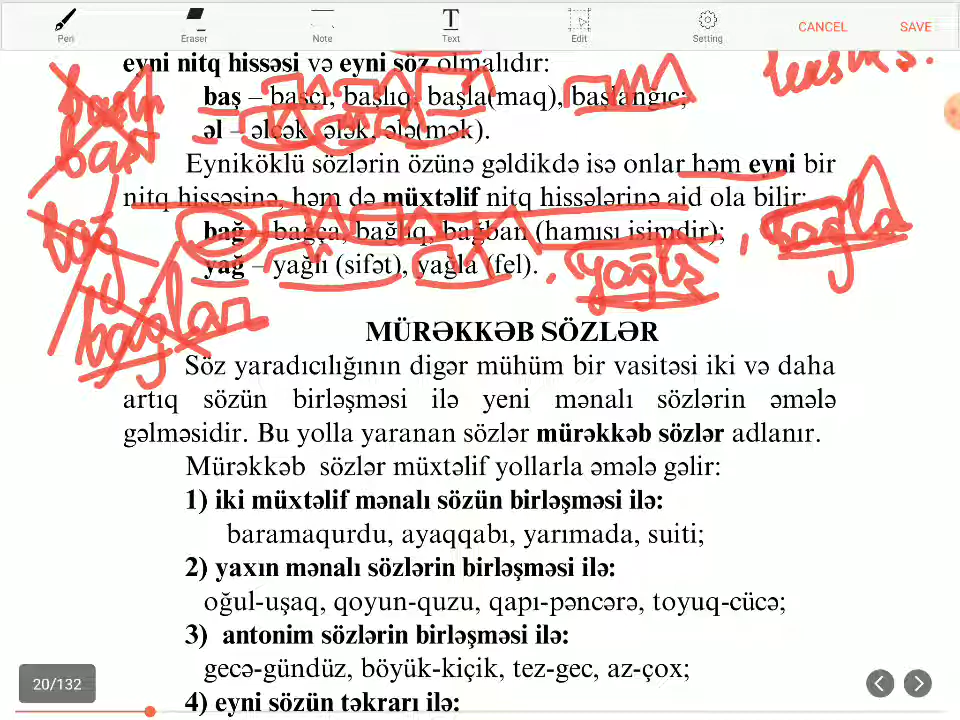 Pen Eraser Note Text Edit Setting CANCEL SAVE
eyni nitq hissəsi və eyni söz olmalıdır:
baş – başçı, başlıq, başla(maq), başlanğıc;
əl – əlcək, ələk, ələ(mək).
Eyniköklü sözlərin özünə gəldikdə isə onlar həm eyni bir
nitq hissəsinə, həm də müxtəlif nitq hissələrinə aid ola bilir:
bağ – bağça, bağlıq, bağban (hamısı isimdir); , bağla
yağ – yağlı (sifət), yağla (fel). , yağış
bağlar
MÜRƏKKƏB SÖZLƏR
Söz yaradıcılığının digər mühüm bir vasitəsi iki və daha
artıq sözün birləşməsi ilə yeni mənalı sözlərin əmələ
gəlməsidir. Bu yolla yaranan sözlər mürəkkəb sözlər adlanır.
Mürəkkəb sözlər müxtəlif yollarla əmələ gəlir:
1) iki müxtəlif mənalı sözün birləşməsi ilə:
baramaqurdu, ayaqqabı, yarımada, suiti;
2) yaxın mənalı sözlərin birləşməsi ilə:
oğul-uşaq, qoyun-quzu, qapı-pəncərə, toyuq-cücə;
3) antonim sözlərin birləşməsi ilə:
gecə-gündüz, böyük-kiçik, tez-gec, az-çox;
4) eyni sözün təkrarı ilə:
20/132